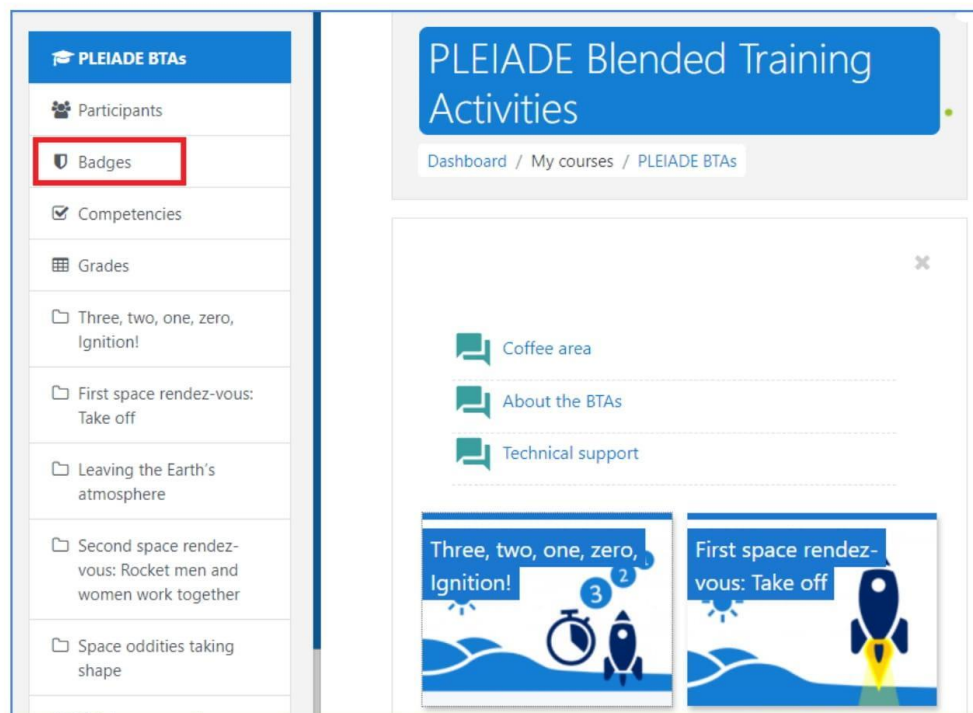 PLEIADE BTAs
Participants
Badges
Competencies
Grades
Three, two, one, zero,
Ignition!
First space rendez-vous:
Take off
Leaving the Earth's
atmosphere
Second space rendez-
vous: Rocket men and
women work together
Space oddities taking
shape
PLEIADE Blended Training
Activities
Dashboard / My courses / PLEIADE BTAs
Coffee area
About the BTAs
Technical support
Three, two, one, zero,
Ignition!
3 2
First space rendez-
vous: Take off